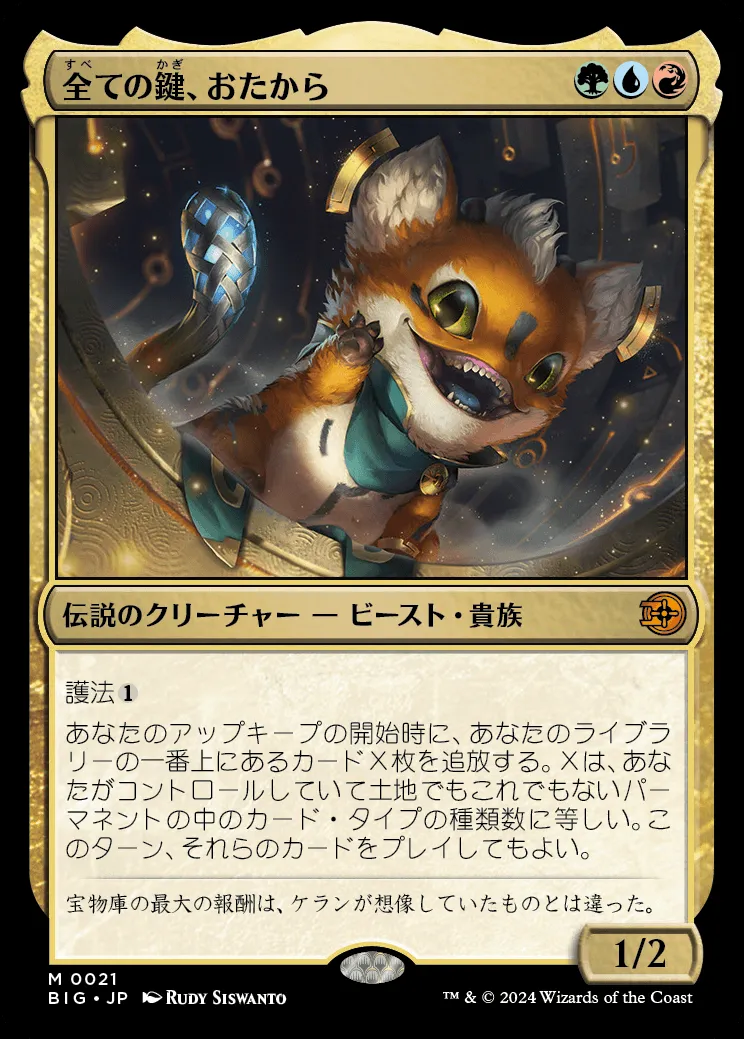 すべ かぎ
全ての鍵、おたから
伝説のクリーチャー — ビースト・貴族
護法 1
あなたのアップキープの開始時に、あなたのライブラ
リーの一番上にあるカードX枚を追放する。Xは、あな
たがコントロールしていて土地でもこれでもないパー
マネントの中のカード・タイプの種類数に等しい。こ
のターン、それらのカードをプレイしてもよい。
宝物庫の最大の報酬は、ケランが想像していたものとは違った。
1/2
M 0021
BIG • JP RUDY SISWANTO
™ & © 2024 Wizards of the Coast